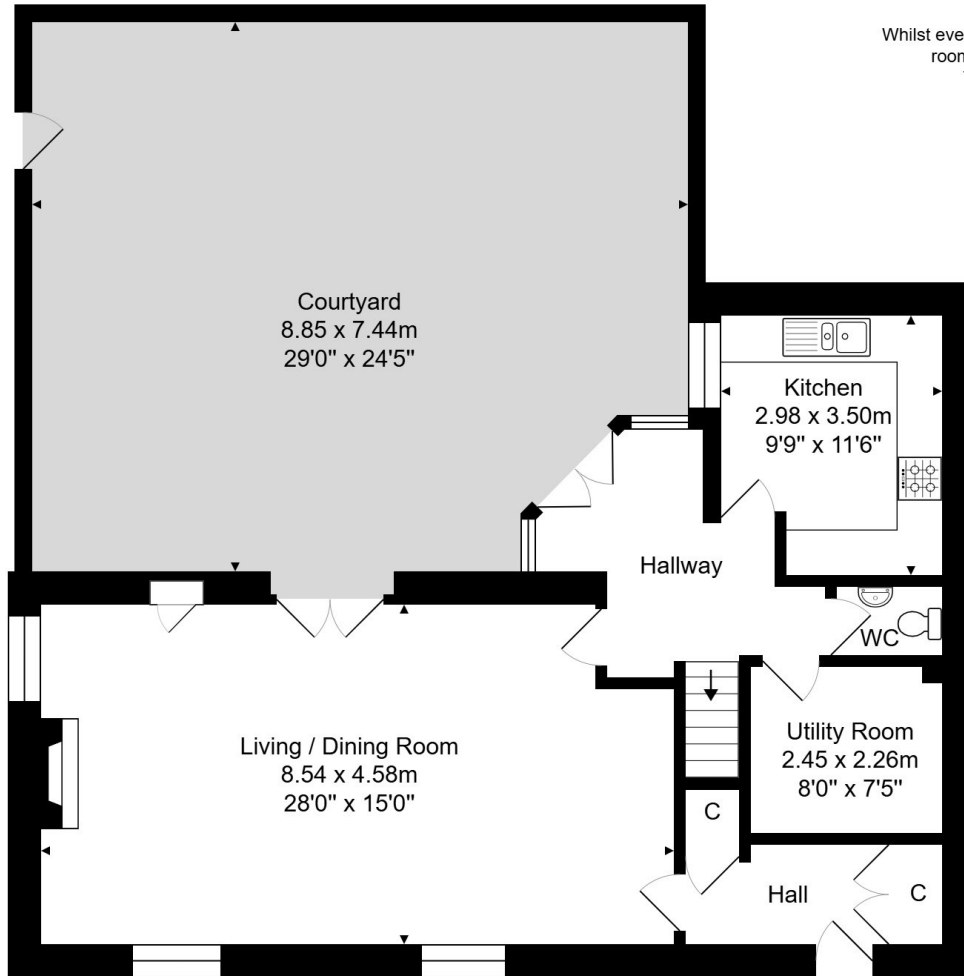 Whilst eve
room
Courtyard
8.85 x 7.44m
29'0" x 24'5"
Kitchen
2.98 x 3.50m
9'9" x 11'6"
Hallway
WC
Living / Dining Room
8.54 x 4.58m
28'0" x 15'0"
Utility Room
2.45 x 2.26m
8'0" x 7'5"
C
Hall
C